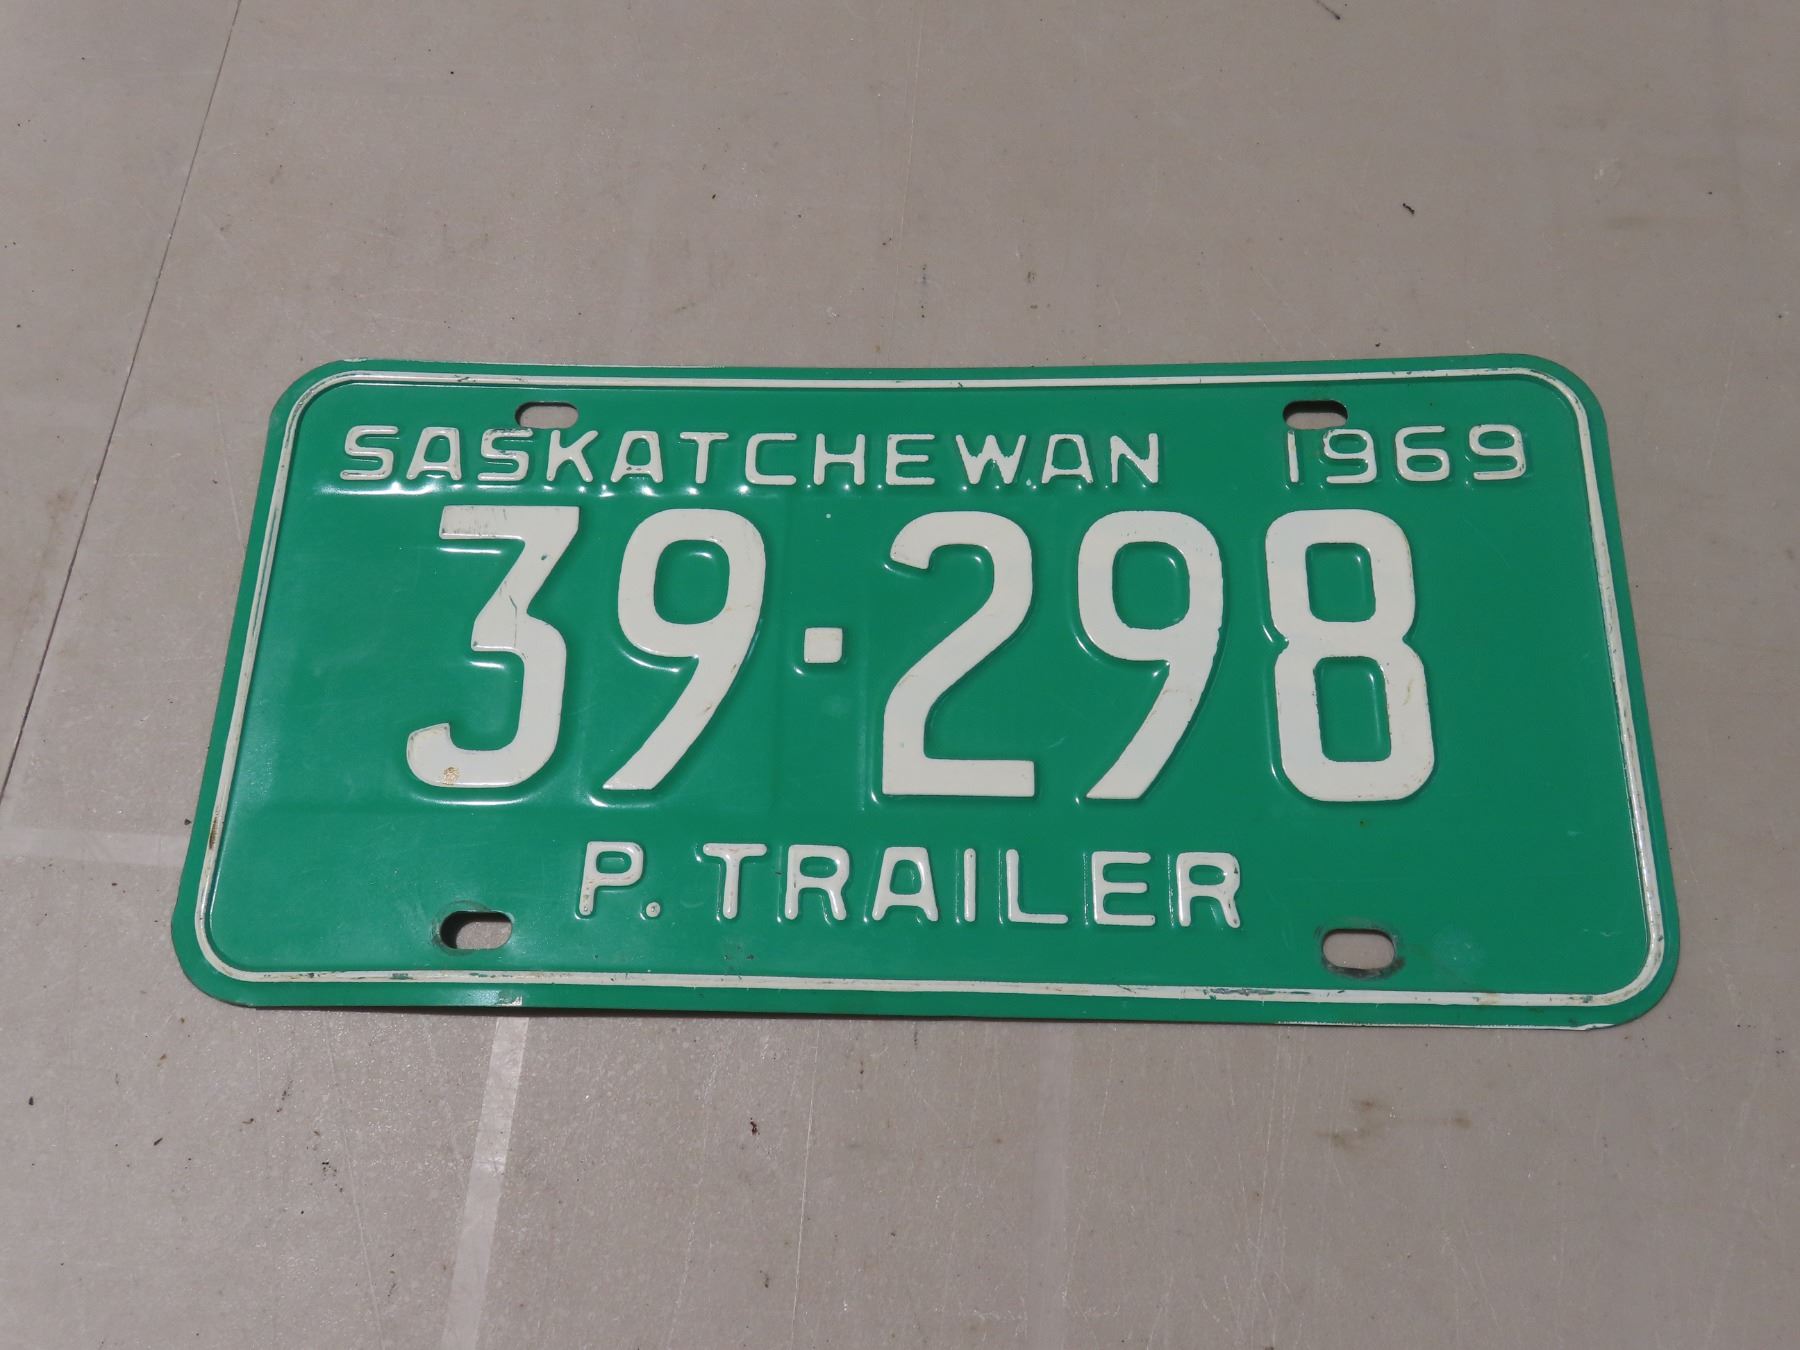 SASKATCHEWAN 1969
39·298
P. TRAILER